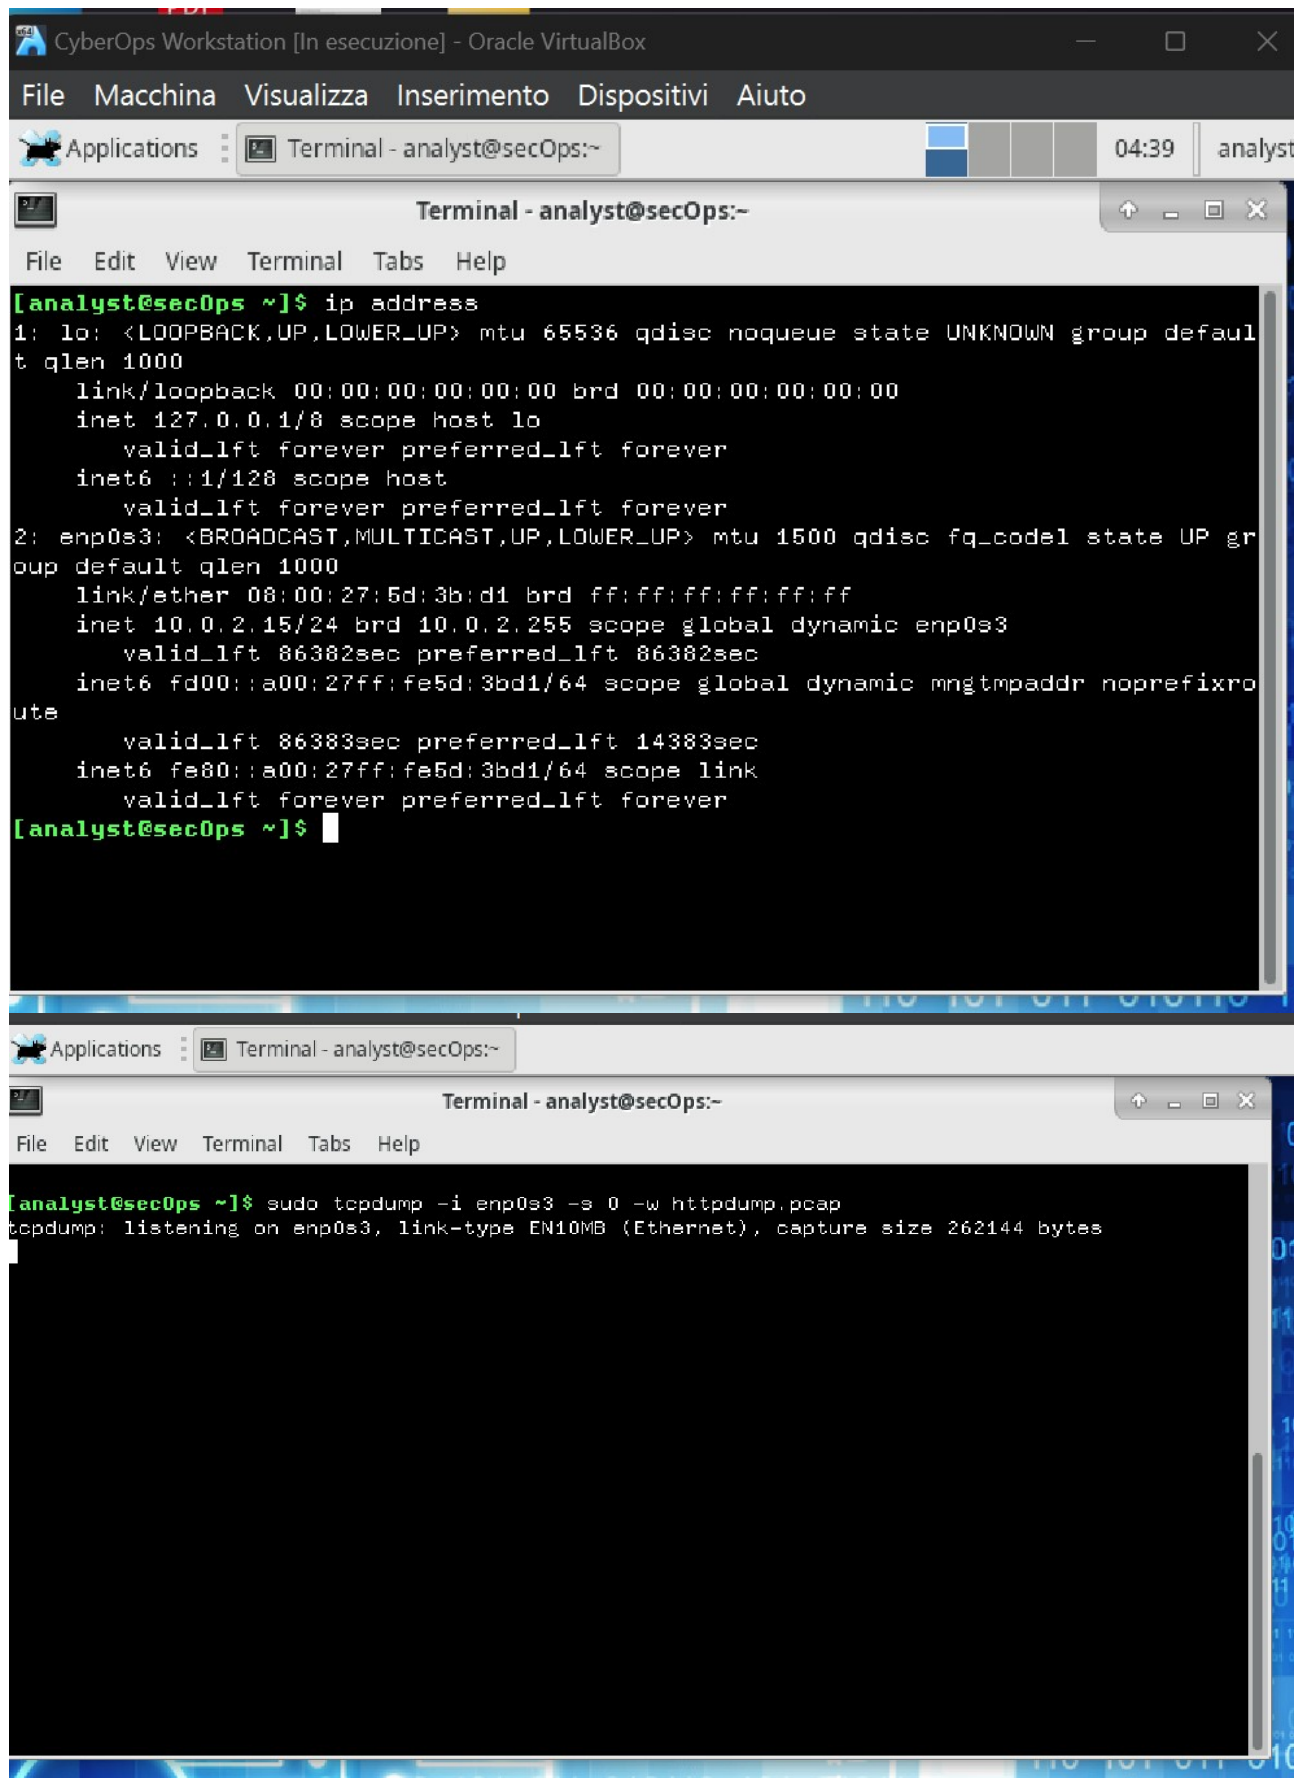 CyberOps Workstation [In esecuzione] - Oracle VirtualBox
File Macchina Visualizza Inserimento Dispositivi Aiuto
Applications Terminal - analyst@secOps:~ 04:39 analyst
Terminal - analyst@secOps:~
File Edit View Terminal Tabs Help
[analyst@secOps ~]$ ip address
1: lo: <LOOPBACK,UP,LOWER_UP> mtu 65536 qdisc noqueue state UNKNOWN group defaul
t qlen 1000
    link/loopback 00:00:00:00:00:00 brd 00:00:00:00:00:00
    inet 127.0.0.1/8 scope host lo
       valid_lft forever preferred_lft forever
    inet6 ::1/128 scope host
       valid_lft forever preferred_lft forever
2: enp0s3: <BROADCAST,MULTICAST,UP,LOWER_UP> mtu 1500 qdisc fq_codel state UP gr
oup default qlen 1000
    link/ether 08:00:27:5d:3b:d1 brd ff:ff:ff:ff:ff:ff
    inet 10.0.2.15/24 brd 10.0.2.255 scope global dynamic enp0s3
       valid_lft 86382sec preferred_lft 86382sec
    inet6 fd00::a00:27ff:fe5d:3bd1/64 scope global dynamic mngtmpaddr noprefixro
ute
       valid_lft 86383sec preferred_lft 14383sec
    inet6 fe80::a00:27ff:fe5d:3bd1/64 scope link
       valid_lft forever preferred_lft forever
[analyst@secOps ~]$
Applications Terminal - analyst@secOps:~
Terminal - analyst@secOps:~
File Edit View Terminal Tabs Help
[analyst@secOps ~]$ sudo tcpdump -i enp0s3 -s 0 -w httpdump.pcap
tcpdump: listening on enp0s3, link-type EN10MB (Ethernet), capture size 262144 bytes